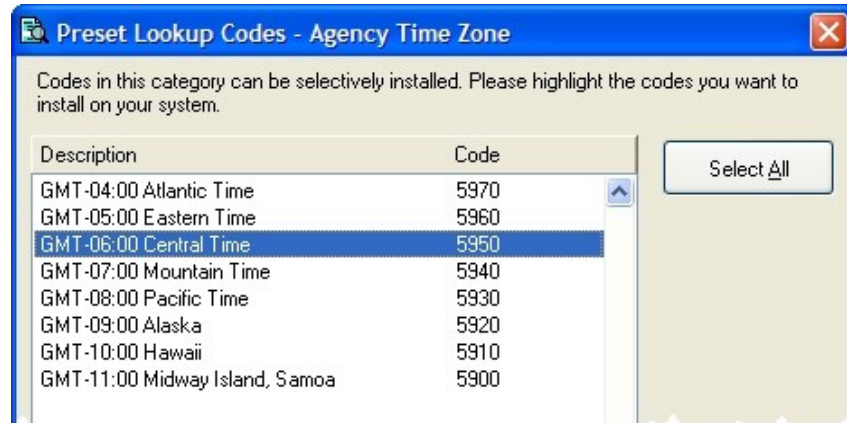 Preset Lookup Codes - Agency Time Zone
Codes in this category can be selectively installed. Please highlight the codes you want to
install on your system.
Description Code
Select All
GMT-04:00 Atlantic Time 5970
GMT-05:00 Eastern Time 5960
GMT-06:00 Central Time 5950
GMT-07:00 Mountain Time 5940
GMT-08:00 Pacific Time 5930
GMT-09:00 Alaska 5920
GMT-10:00 Hawaii 5910
GMT-11:00 Midway Island, Samoa 5900